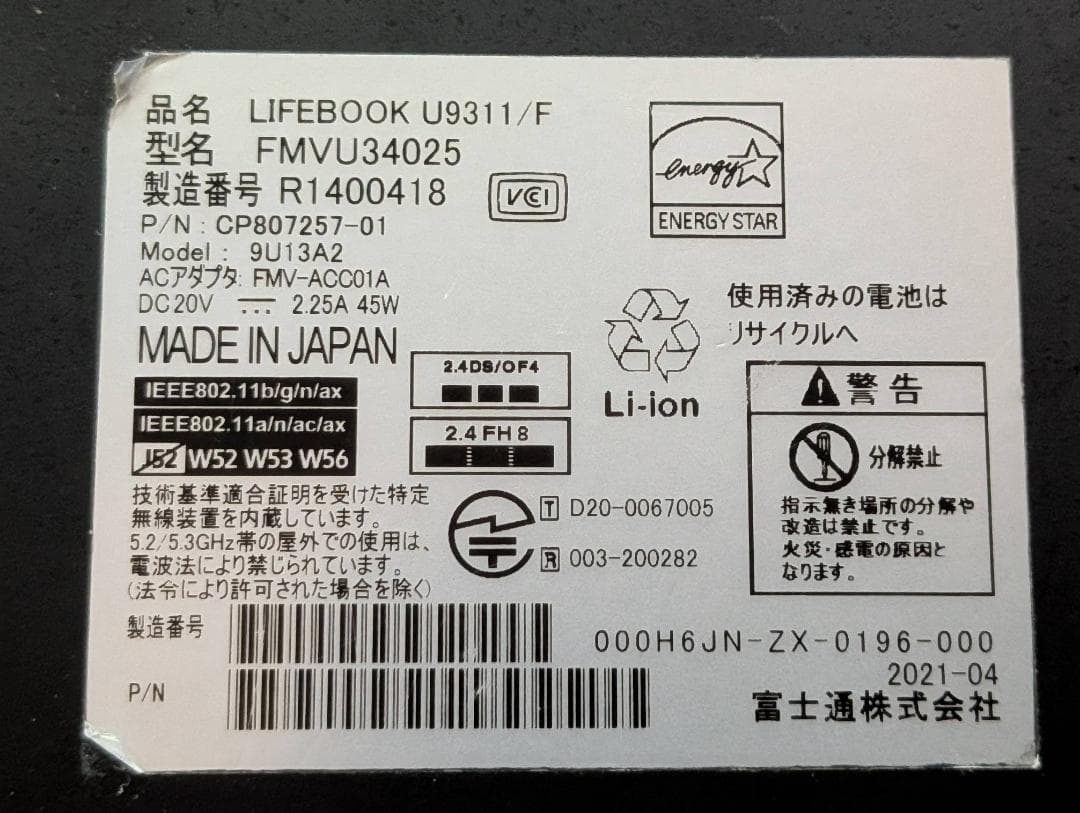 品名 LIFEBOOK U9311/F
型名 FMVU34025
製造番号 R1400418
VCI
P/N : CP807257-01
Model : 9U13A2
ACアダプタ: FMV-ACC01A
DC20V ⎓ 2.25A 45W
MADE IN JAPAN
energy
ENERGY STAR
使用済みの電池は
リサイクルへ
Li-ion
IEEE802.11b/g/n/ax
IEEE802.11a/n/ac/ax
J52 W52 W53 W56
2.4DS/OF4
2.4FH8
警告
分解禁止
指示無き場所の分解や
改造は禁止です。
火災・感電の原因と
なります。
技術基準適合証明を受けた特定
無線装置を内蔵しています。
5.2/5.3GHz帯の屋外での使用は、
電波法により禁じられています。
(法令により許可された場合を除く)
T D20-0067005
R 003-200282
製造番号
P/N
000H6JN-ZX-0196-000
2021-04
富士通株式会社